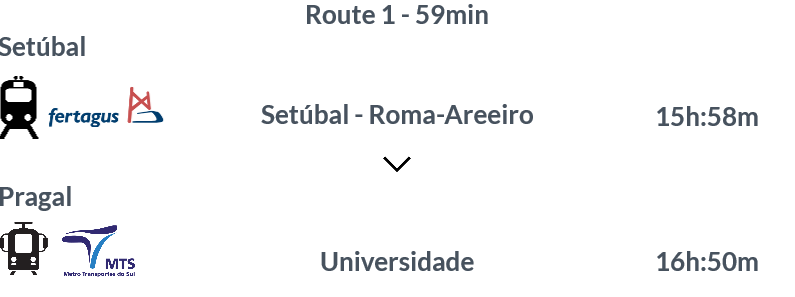 Route 1 - 59min
Setúbal
fertagus
Setúbal - Roma-Areeiro
15h:58m
Pragal
MTS
Metro Transportes do Sul
Universidade
16h:50m